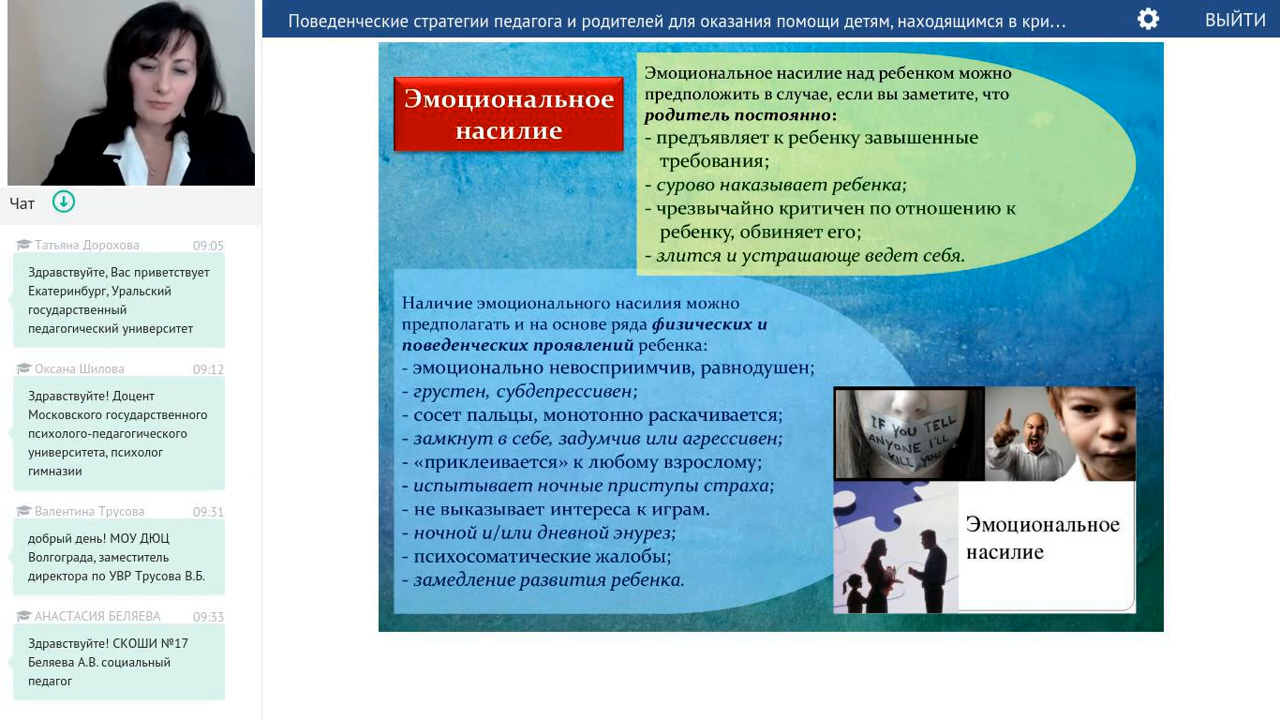 Поведенческие стратегии педагога и родителей для оказания помощи детям, находящимся в кри...
ВЫЙТИ
Чат
Татьяна Дорохова 09:05
Здравствуйте, Вас приветствует
Екатеринбург, Уральский
государственный
педагогический университет
Оксана Шилова 09:12
Здравствуйте! Доцент
Московского государственного
психолого-педагогического
университета, психолог
гимназии
Валентина Трусова 09:31
добрый день! МОУ ДЮЦ
Волгограда, заместитель
директора по УВР Трусова В.Б.
АНАСТАСИЯ БЕЛЯЕВА 09:33
Здравствуйте! СКОШИ №17
Беляева А.В. социальный
педагог
Эмоциональное
насилие
Эмоциональное насилие над ребенком можно
предположить в случае, если вы заметите, что
родитель постоянно:
- предъявляет к ребенку завышенные
требования;
- сурово наказывает ребенка;
- чрезвычайно критичен по отношению к
ребенку, обвиняет его;
- злится и устрашающе ведет себя.
Наличие эмоционального насилия можно
предполагать и на основе ряда физических и
поведенческих проявлений ребенка:
- эмоционально невосприимчив, равнодушен;
- грустен, субдепрессивен;
- сосет пальцы, монотонно раскачивается;
- замкнут в себе, задумчив или агрессивен;
- «приклеивается» к любому взрослому;
- испытывает ночные приступы страха;
- не выказывает интереса к играм.
- ночной и/или дневной энурез;
- психосоматические жалобы;
- замедление развития ребенка.
IF YOU TELL
ANYONE I'LL
KILL YOU
Эмоциональное
насилие